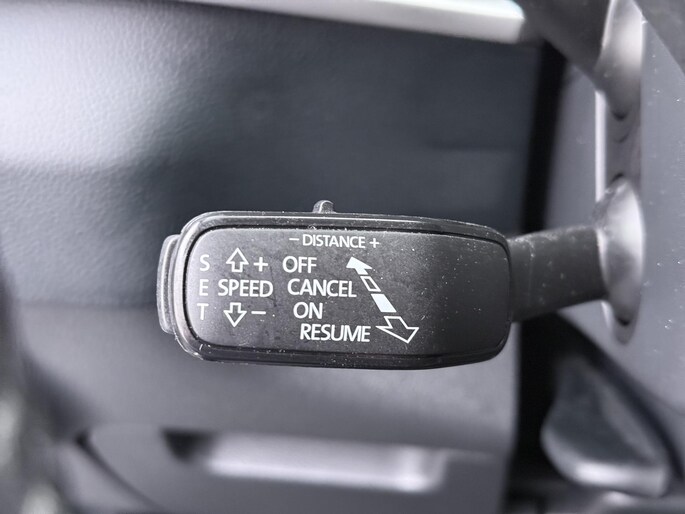 – DISTANCE +
S + OFF
E SPEED CANCEL
T – ON
RESUME